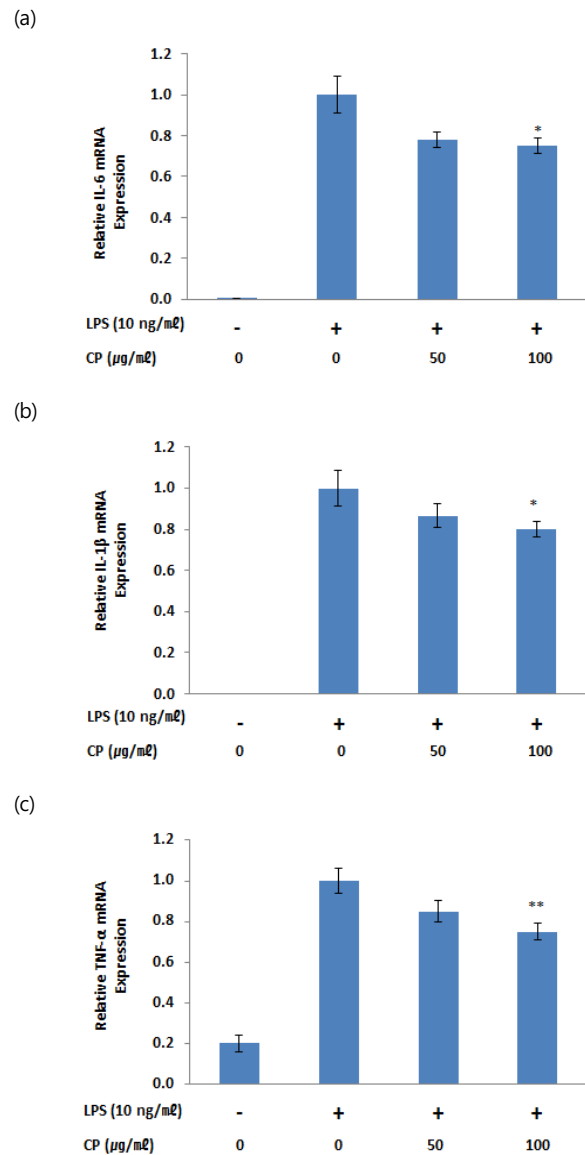 (a)
1.2
1.0
0.8
0.6
0.4
0.2
0.0
Relative IL-6 mRNA
Expression
*
LPS (10 ng/㎖) - + + +
CP (μg/㎖) 0 0 50 100
(b)
1.2
1.0
0.8
0.6
0.4
0.2
0.0
Relative IL-1β mRNA
Expression
*
LPS (10 ng/㎖) - + + +
CP (μg/㎖) 0 0 50 100
(c)
1.2
1.0
0.8
0.6
0.4
0.2
0.0
Relative TNF-α mRNA
Expression
**
LPS (10 ng/㎖) - + + +
CP (μg/㎖) 0 0 50 100